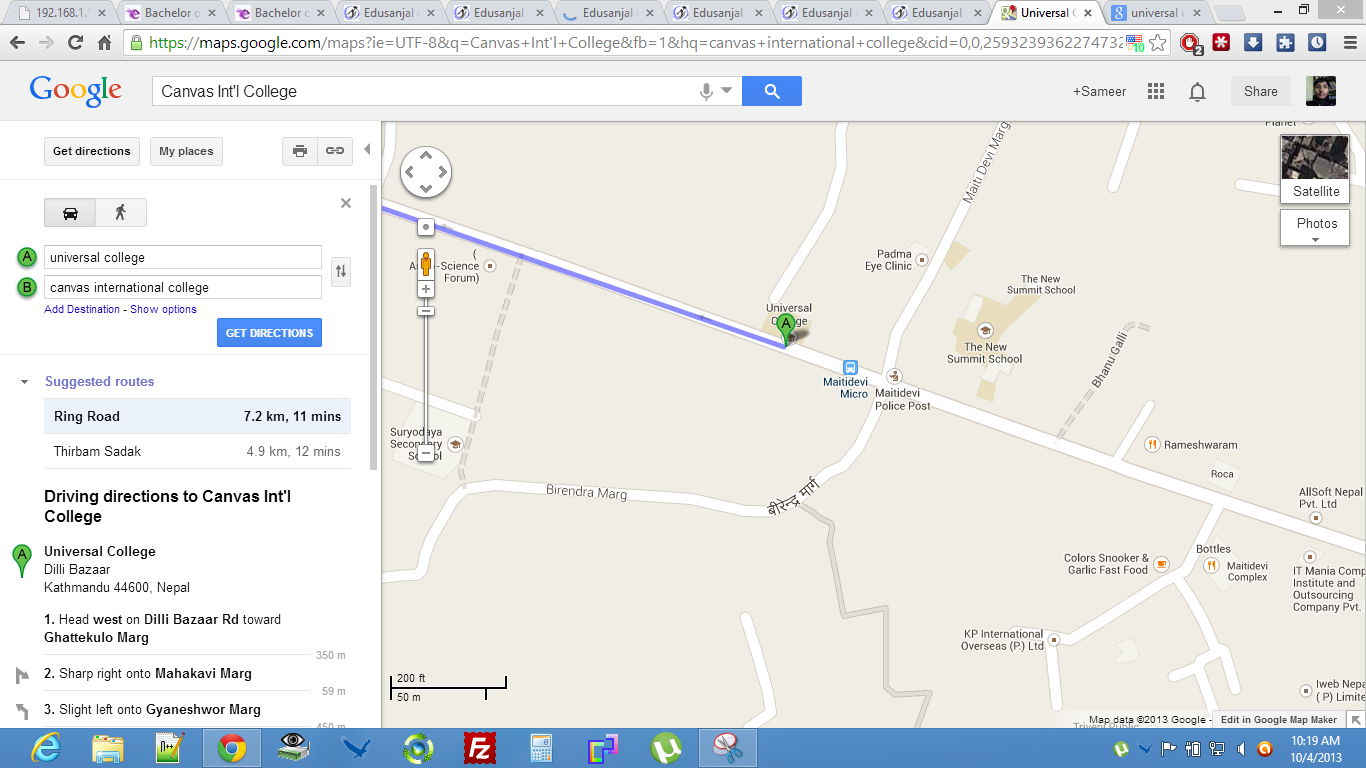 192.168.1.
Bachelor o
Bachelor o
Edusanjal
Edusanjal
Edusanjal
Edusanjal
Edusanjal
Edusanjal
Universal C
universal c
https://maps.google.com/maps?ie=UTF-8&q=Canvas+Int'l+College&fb=1&hq=canvas+international+college&cid=0,0,2593239362274732
10
2
Google
Canvas Int'l College
+Sameer
Share
Get directions
My places
A
universal college
B
canvas international college
Add Destination - Show options
GET DIRECTIONS
Suggested routes
Ring Road 7.2 km, 11 mins
Thirbam Sadak 4.9 km, 12 mins
Driving directions to Canvas Int'l
College
A
Universal College
Dilli Bazaar
Kathmandu 44600, Nepal
1. Head west on Dilli Bazaar Rd toward
Ghattekulo Marg
350 m
2. Sharp right onto Mahakavi Marg
59 m
3. Slight left onto Gyaneshwor Marg
450 m
Planet
Satellite
Photos
Maiti Devi Marg
Padma
Eye Clinic
The New
Summit School
-Science
Forum)
Universal
College
A
The New
Summit School
Bhanu Galli
Maitidevi
Micro
Maitidevi
Police Post
Suryodaya
Secondary
School
Rameshwaram
Roca
Birendra Marg
बीरेन्द्र मार्ग
AllSoft Nepal
Pvt. Ltd
Colors Snooker &
Garlic Fast Food
Bottles
Maitidevi
Complex
IT Mania Comp
Institute and
Outsourcing
Company Pvt.
KP International
Overseas (P.) Ltd
Iweb Nepa
( P) Limite
200 ft
50 m
Triveni Public
Map data ©2013 Google -
Edit in Google Map Maker
10:19 AM
10/4/2013